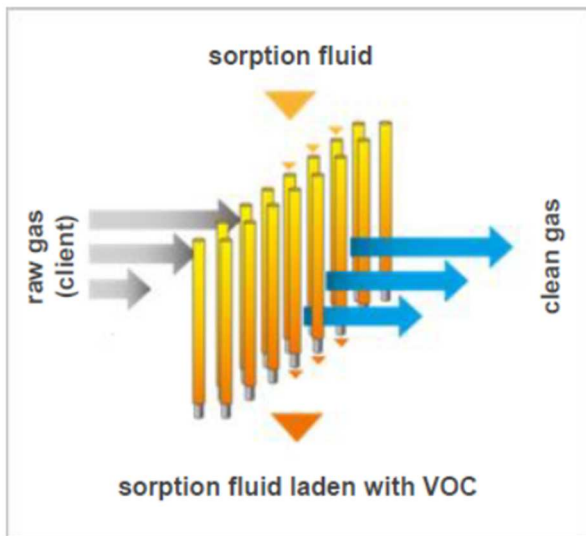 sorption fluid
raw gas
(client)
clean gas
sorption fluid laden with VOC